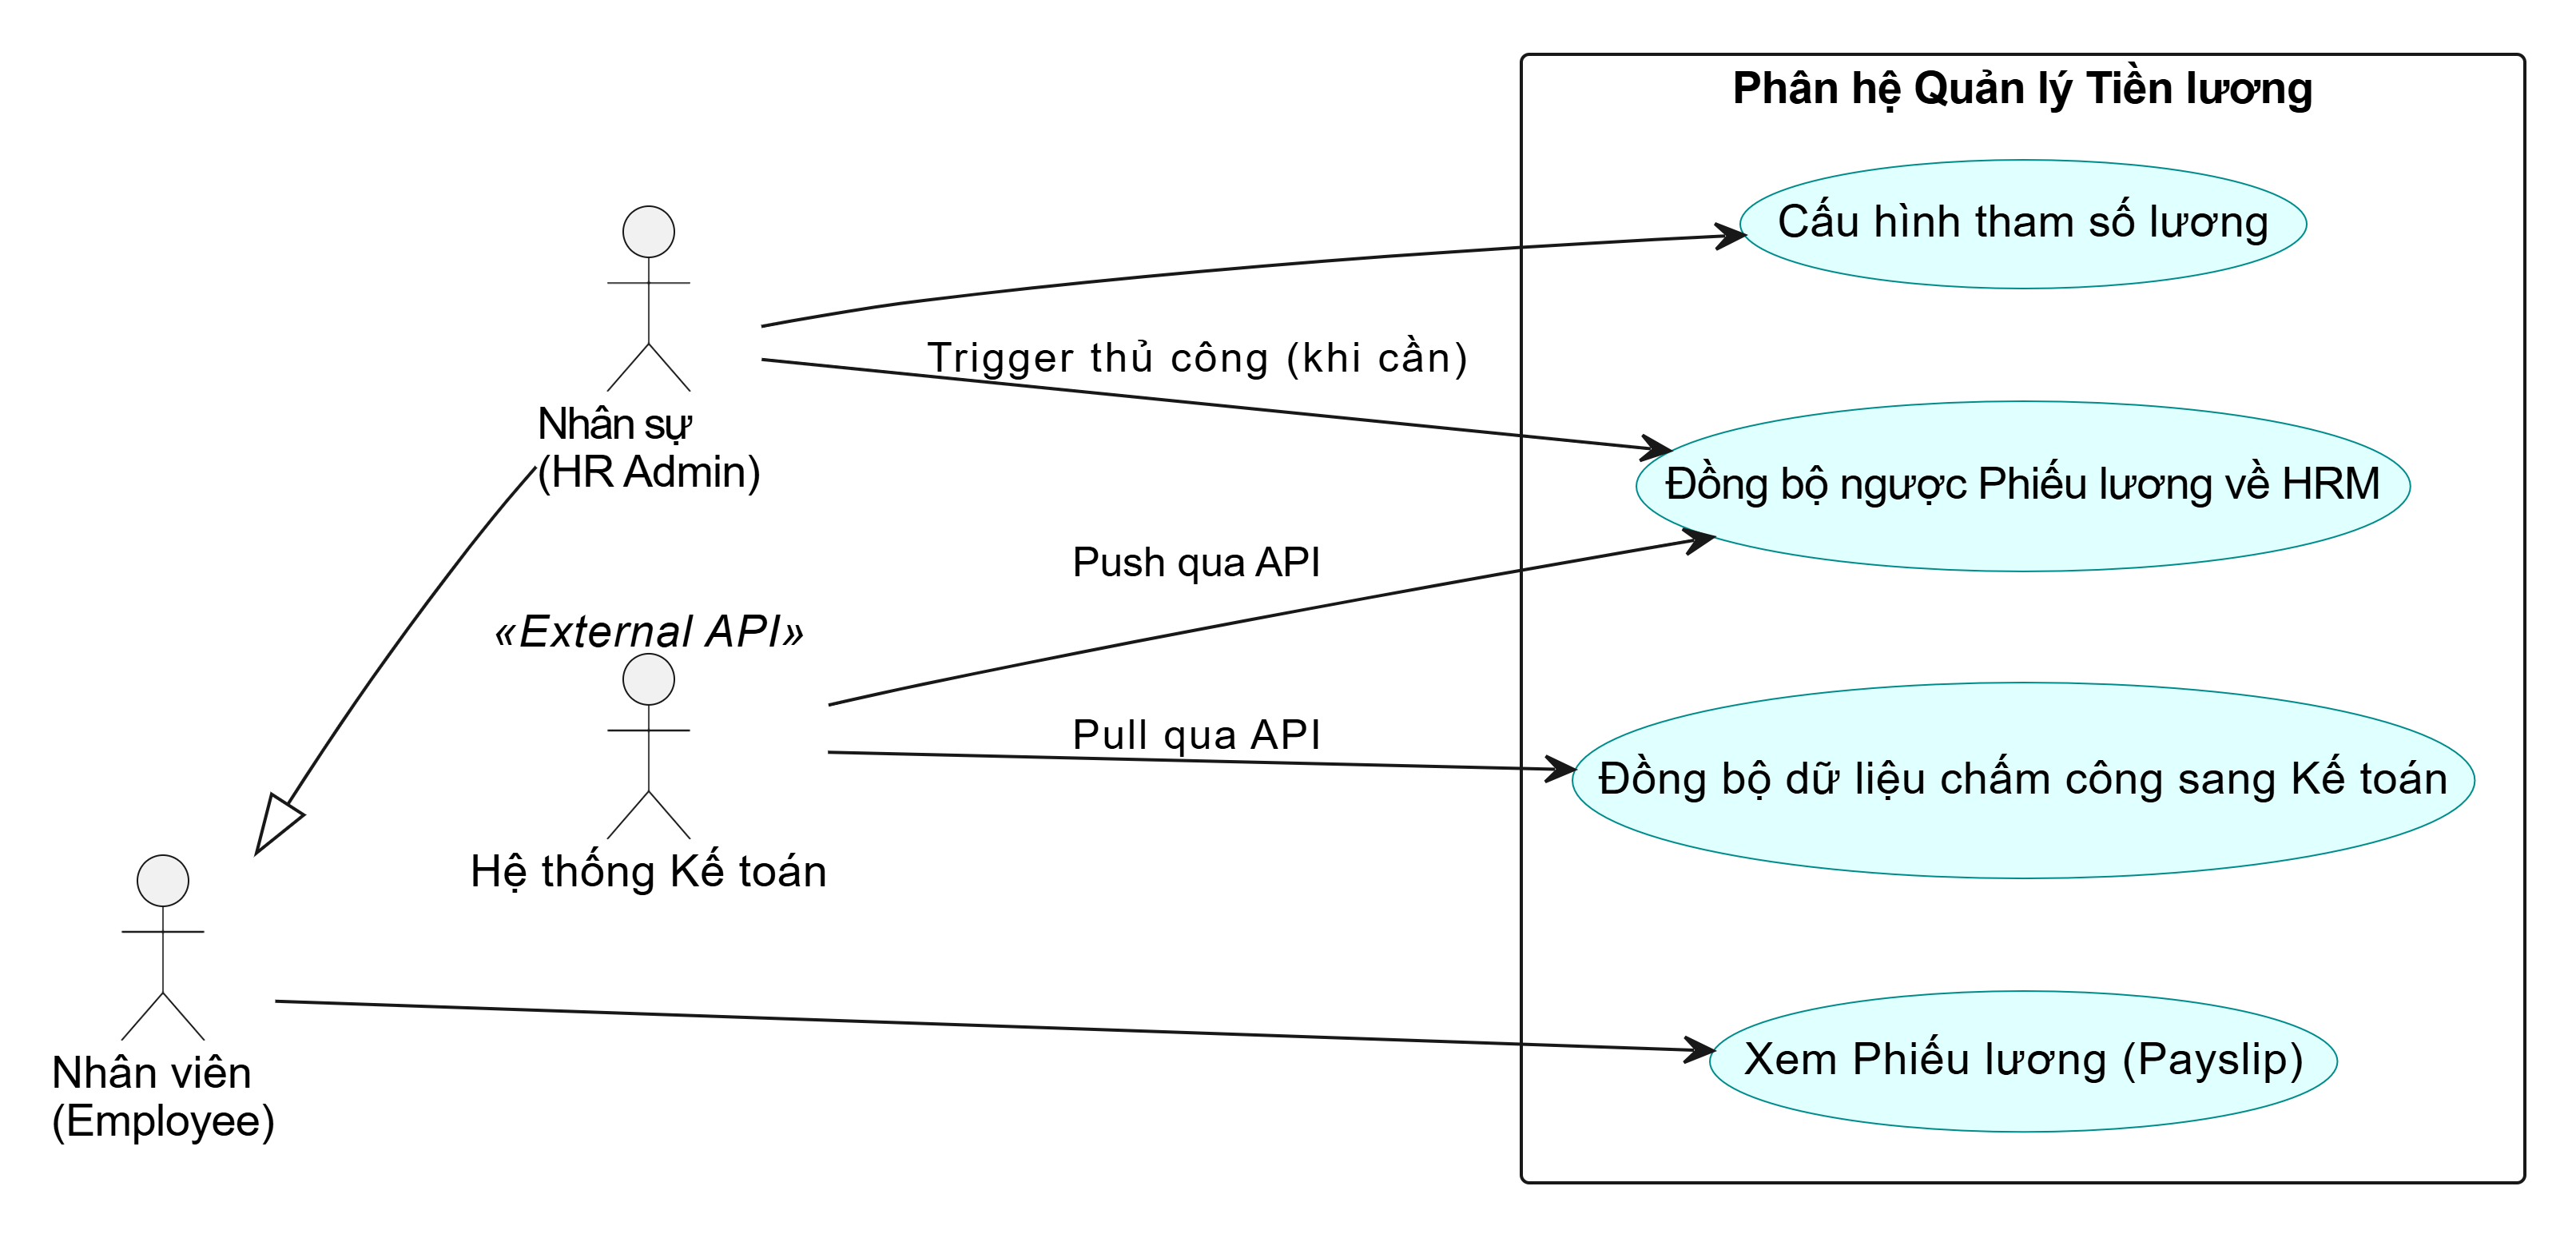 Phân hệ Quản lý Tiền lương
Cấu hình tham số lương
Trigger thủ công (khi cần)
Nhân sự
(HR Admin)
Đồng bộ ngược Phiếu lương về HRM
Push qua API
«External API»
Pull qua API
Đồng bộ dữ liệu chấm công sang Kế toán
Hệ thống Kế toán
Xem Phiếu lương (Payslip)
Nhân viên
(Employee)